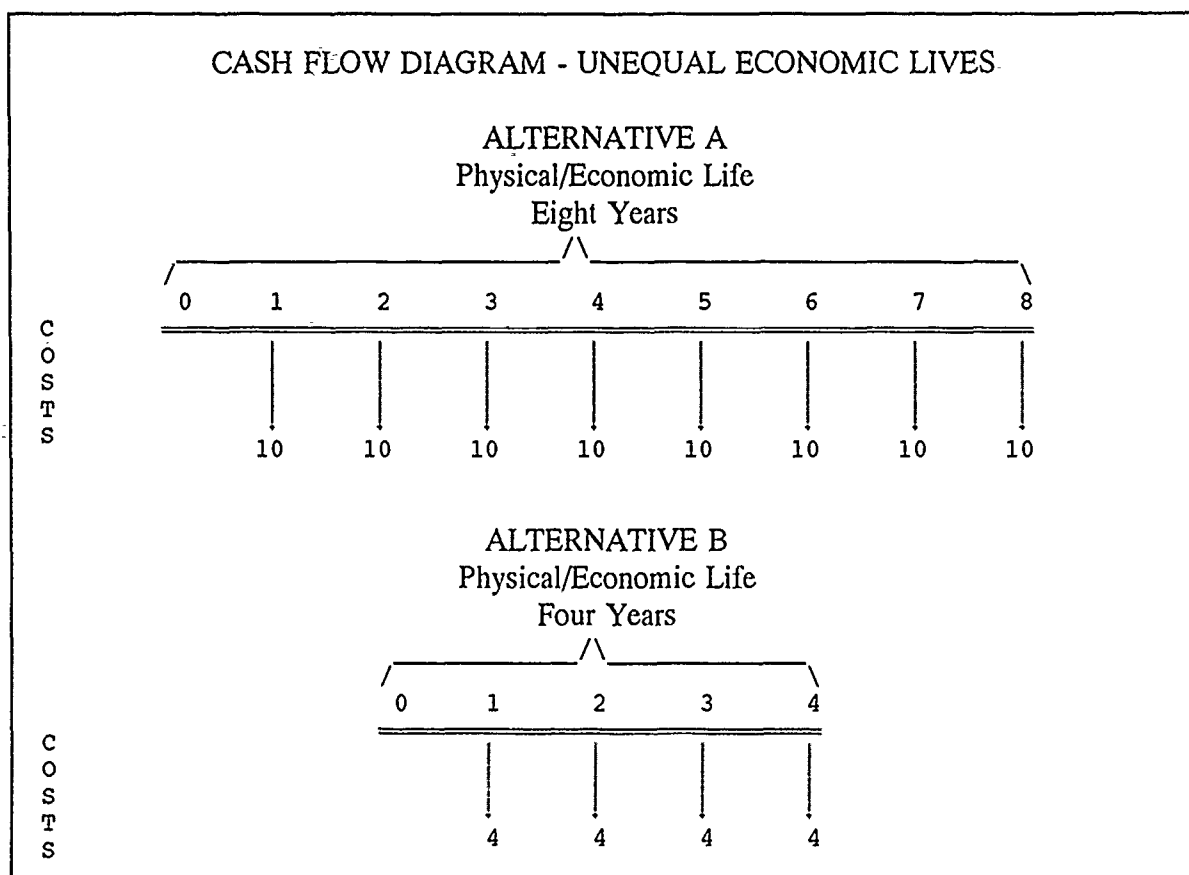 CASH FLOW DIAGRAM - UNEQUAL ECONOMIC LIVES
ALTERNATIVE A
Physical/Economic Life
Eight Years
0 1 2 3 4 5 6 7 8
COSTS
10 10 10 10 10 10 10 10
ALTERNATIVE B
Physical/Economic Life
Four Years
0 1 2 3 4
COSTS
4 4 4 4